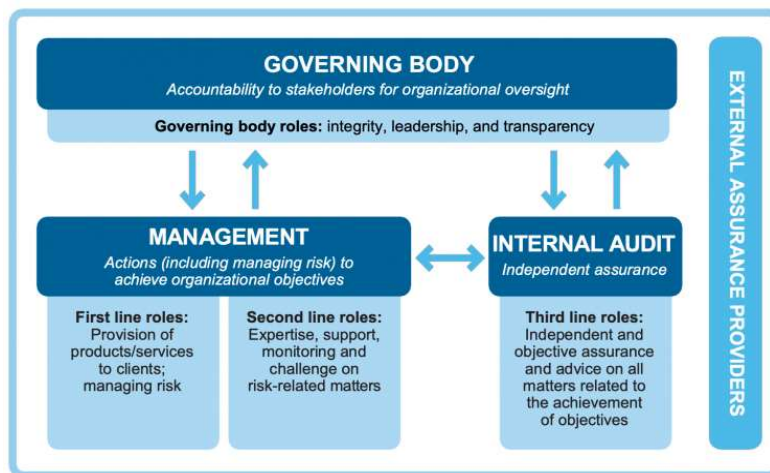 GOVERNING BODY
Accountability to stakeholders for organizational oversight
Governing body roles: integrity, leadership, and transparency
MANAGEMENT
Actions (including managing risk) to
achieve organizational objectives
First line roles:
Provision of
products/services
to clients;
managing risk
Second line roles:
Expertise, support,
monitoring and
challenge on
risk-related matters
INTERNAL AUDIT
Independent assurance
Third line roles:
Independent and
objective assurance
and advice on all
matters related to
the achievement
of objectives
EXTERNAL ASSURANCE PROVIDERS